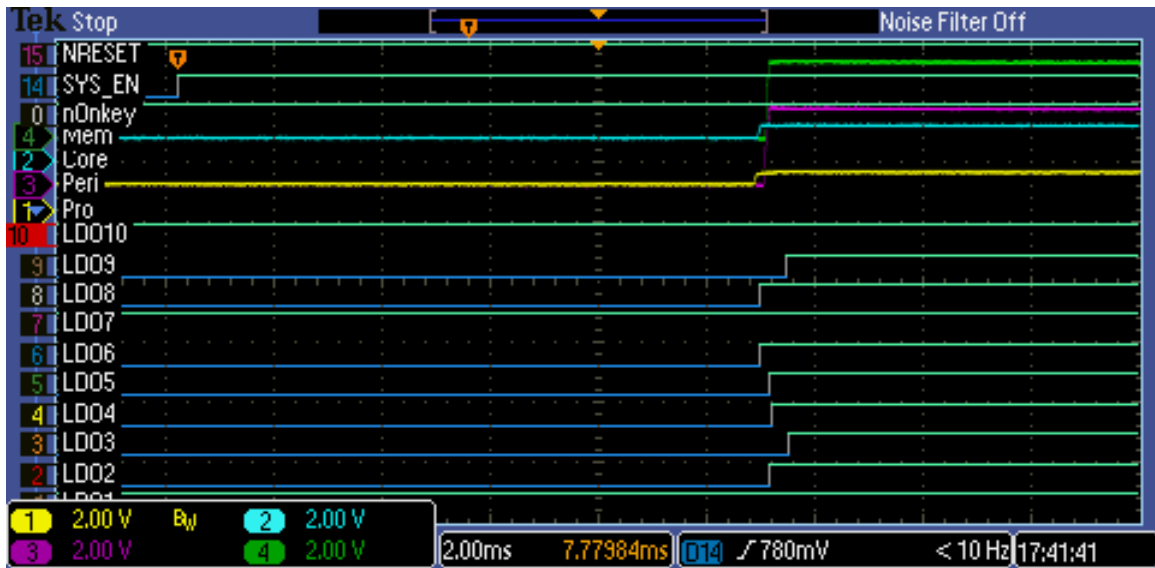 Tek Stop Noise Filter Off
15 NRESET
14 SYS_EN
0 nOnkey
4 Mem
2 Core
3 Peri
1 Pro
10 LDO10
9 LDO9
8 LDO8
7 LDO7
6 LDO6
5 LDO5
4 LDO4
3 LDO3
2 LDO2
LDO1
1 2.00 V BW 2 2.00 V
3 2.00 V 4 2.00 V
2.00ms 7.77984ms D14 780mV < 10 Hz 17:41:41